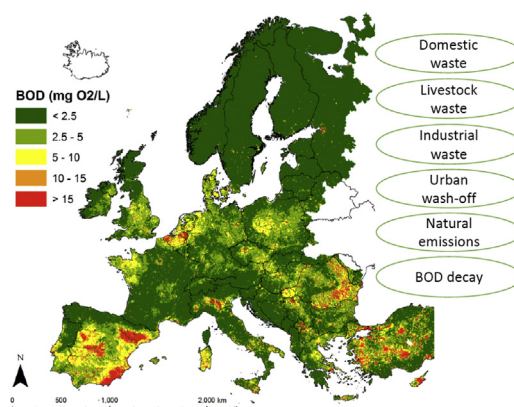 BOD (mg O2/L)
< 2.5
2.5 - 5
5 - 10
10 - 15
> 15
Domestic
waste
Livestock
waste
Industrial
waste
Urban
wash-off
Natural
emissions
BOD decay
N
0 500 1.000 2.000 km